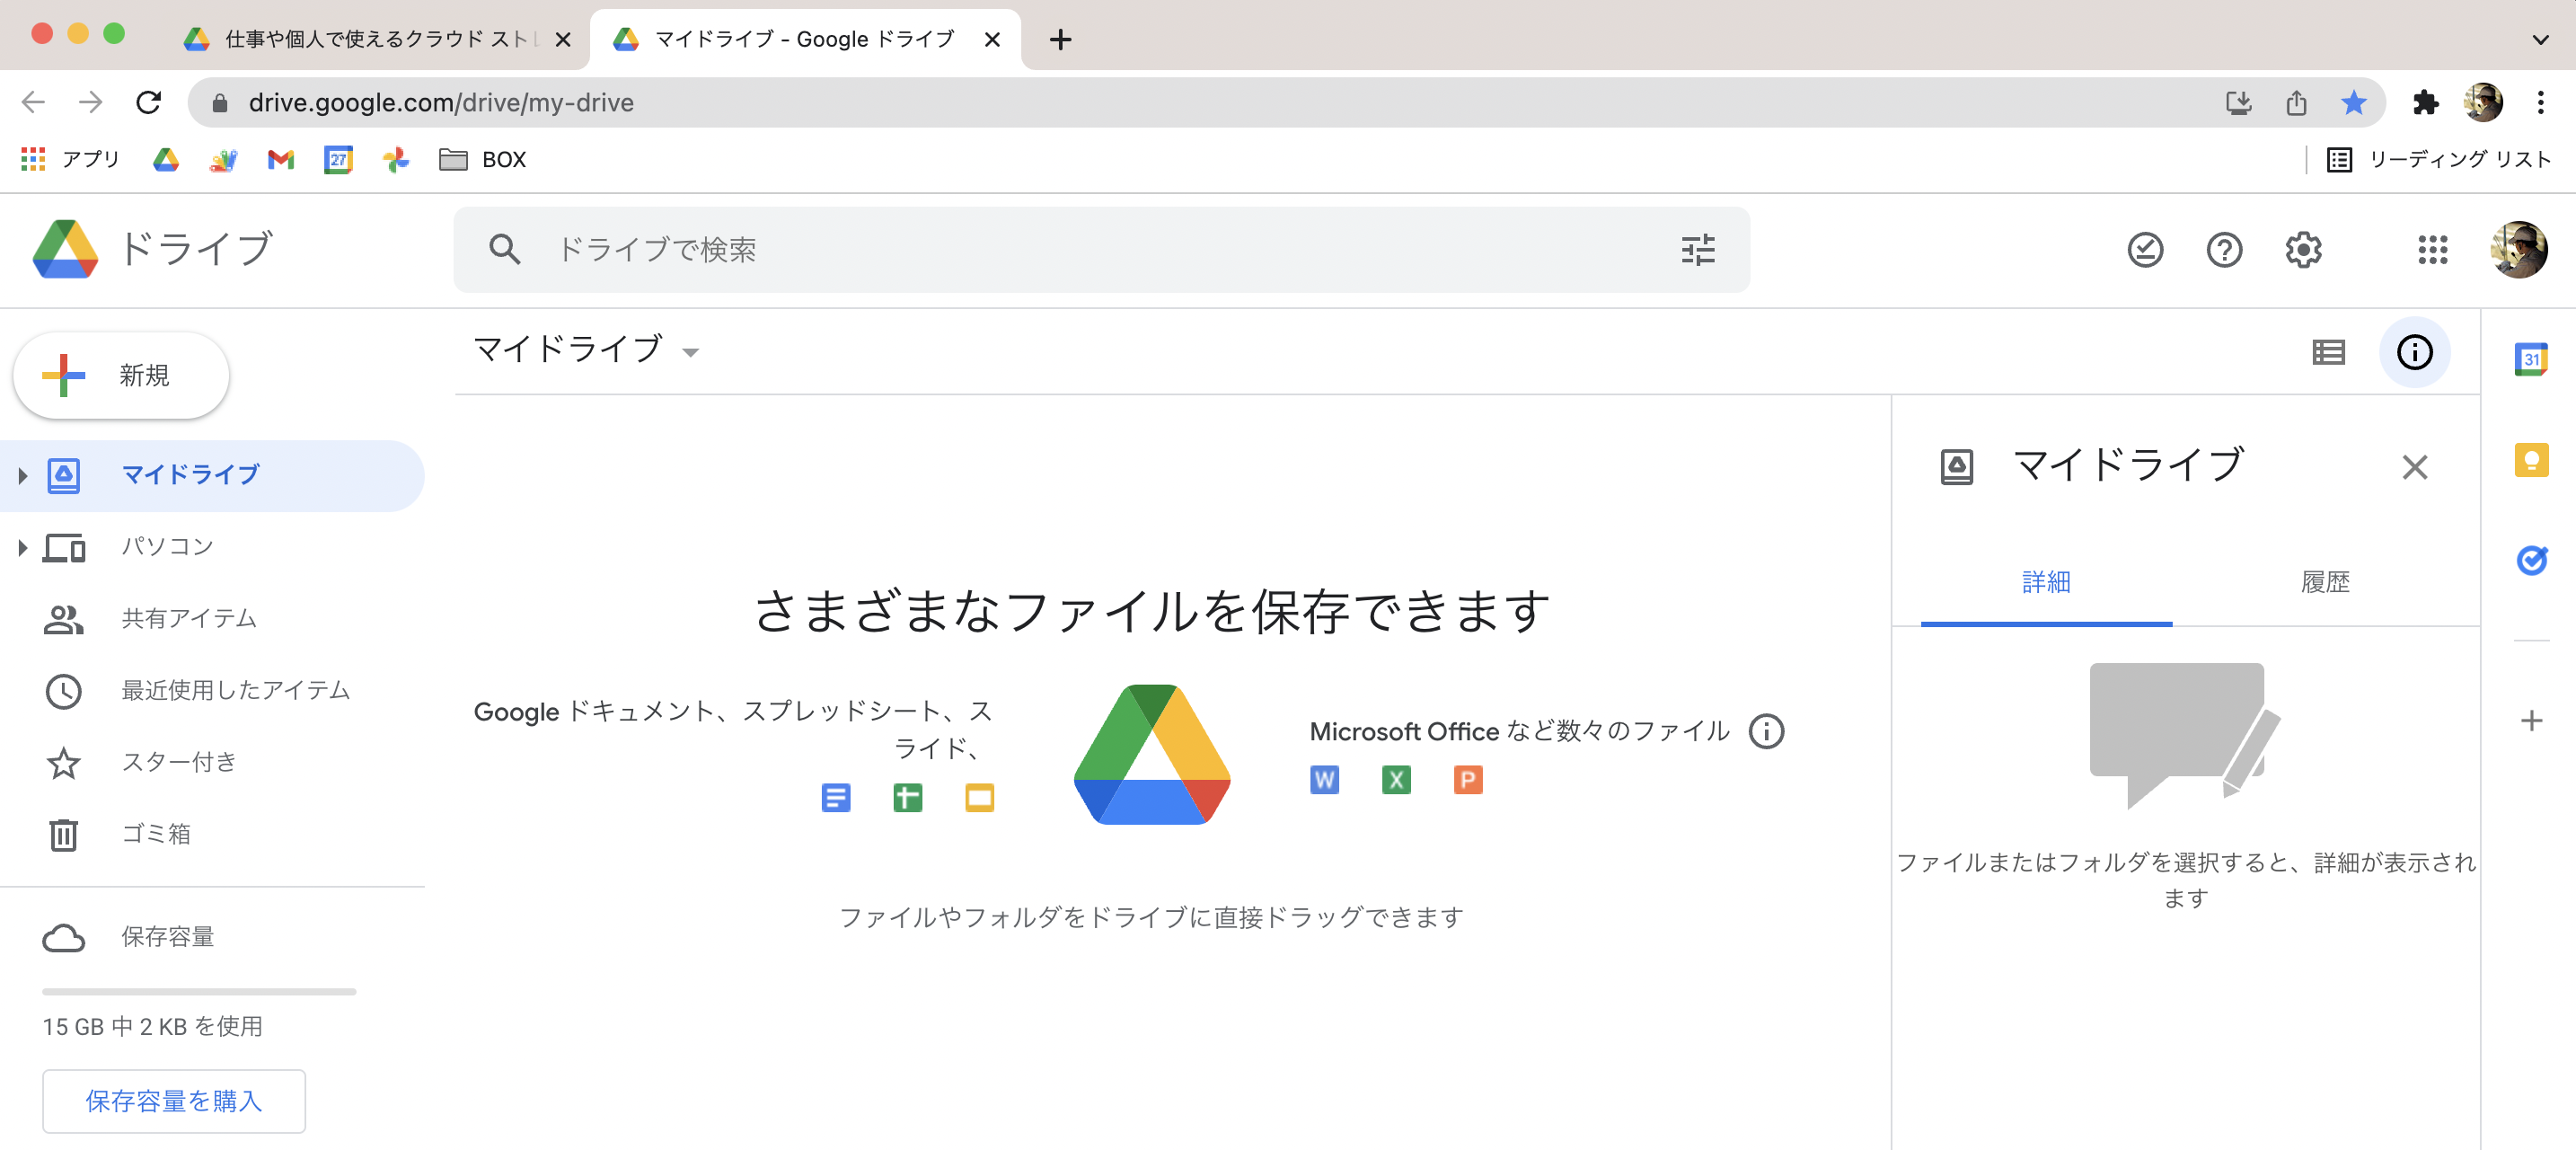 仕事や個人で使えるクラウド スト
マイドライブ - Google ドライブ
drive.google.com/drive/my-drive
アプリ
27
BOX
リーディング リスト
ドライブ
ドライブで検索
新規
マイドライブ
31
マイドライブ
パソコン
共有アイテム
最近使用したアイテム
スター付き
ゴミ箱
保存容量
15 GB 中 2 KB を使用
保存容量を購入
さまざまなファイルを保存できます
Google ドキュメント、スプレッドシート、ス
ライド、
Microsoft Office など数々のファイル
W X P
ファイルやフォルダをドライブに直接ドラッグできます
マイドライブ
詳細
履歴
ファイルまたはフォルダを選択すると、詳細が表示され
ます